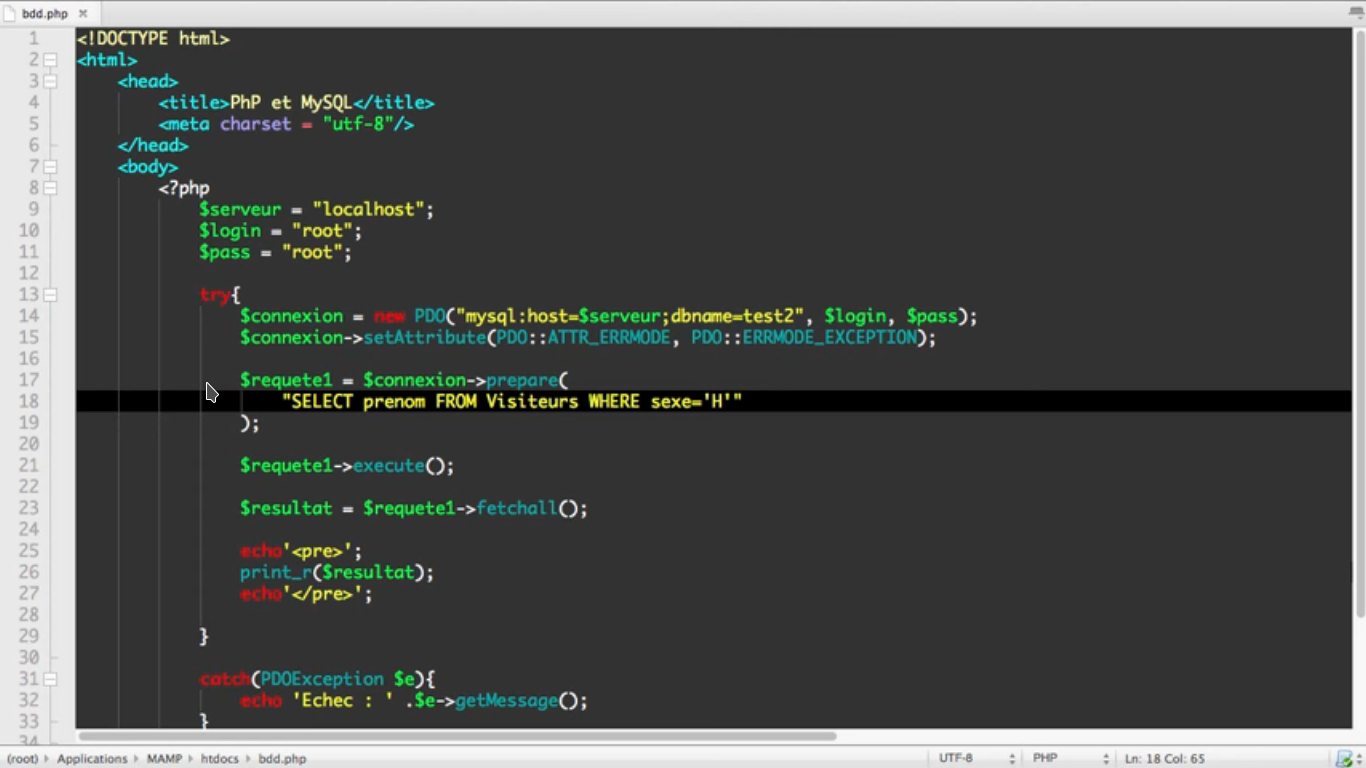 bdd.php
1 <!DOCTYPE html>
2 <html>
3 <head>
4 <title>PhP et MySQL</title>
5 <meta charset = "utf-8"/>
6 </head>
7 <body>
8 <?php
9 $serveur = "localhost";
10 $login = "root";
11 $pass = "root";
12
13 try{
14 $connexion = new PDO("mysql:host=$serveur;dbname=test2", $login, $pass);
15 $connexion->setAttribute(PDO::ATTR_ERRMODE, PDO::ERRMODE_EXCEPTION);
16
17 $requete1 = $connexion->prepare(
18 "SELECT prenom FROM Visiteurs WHERE sexe='H'"
19 );
20
21 $requete1->execute();
22
23 $resultat = $requete1->fetchall();
24
25 echo'<pre>';
26 print_r($resultat);
27 echo'</pre>';
28
29 }
30
31 catch(PDOException $e){
32 echo 'Echec : ' .$e->getMessage();
33 }
34
(root) Applications MAMP htdocs bdd.php UTF-8 PHP Ln: 18 Col: 65